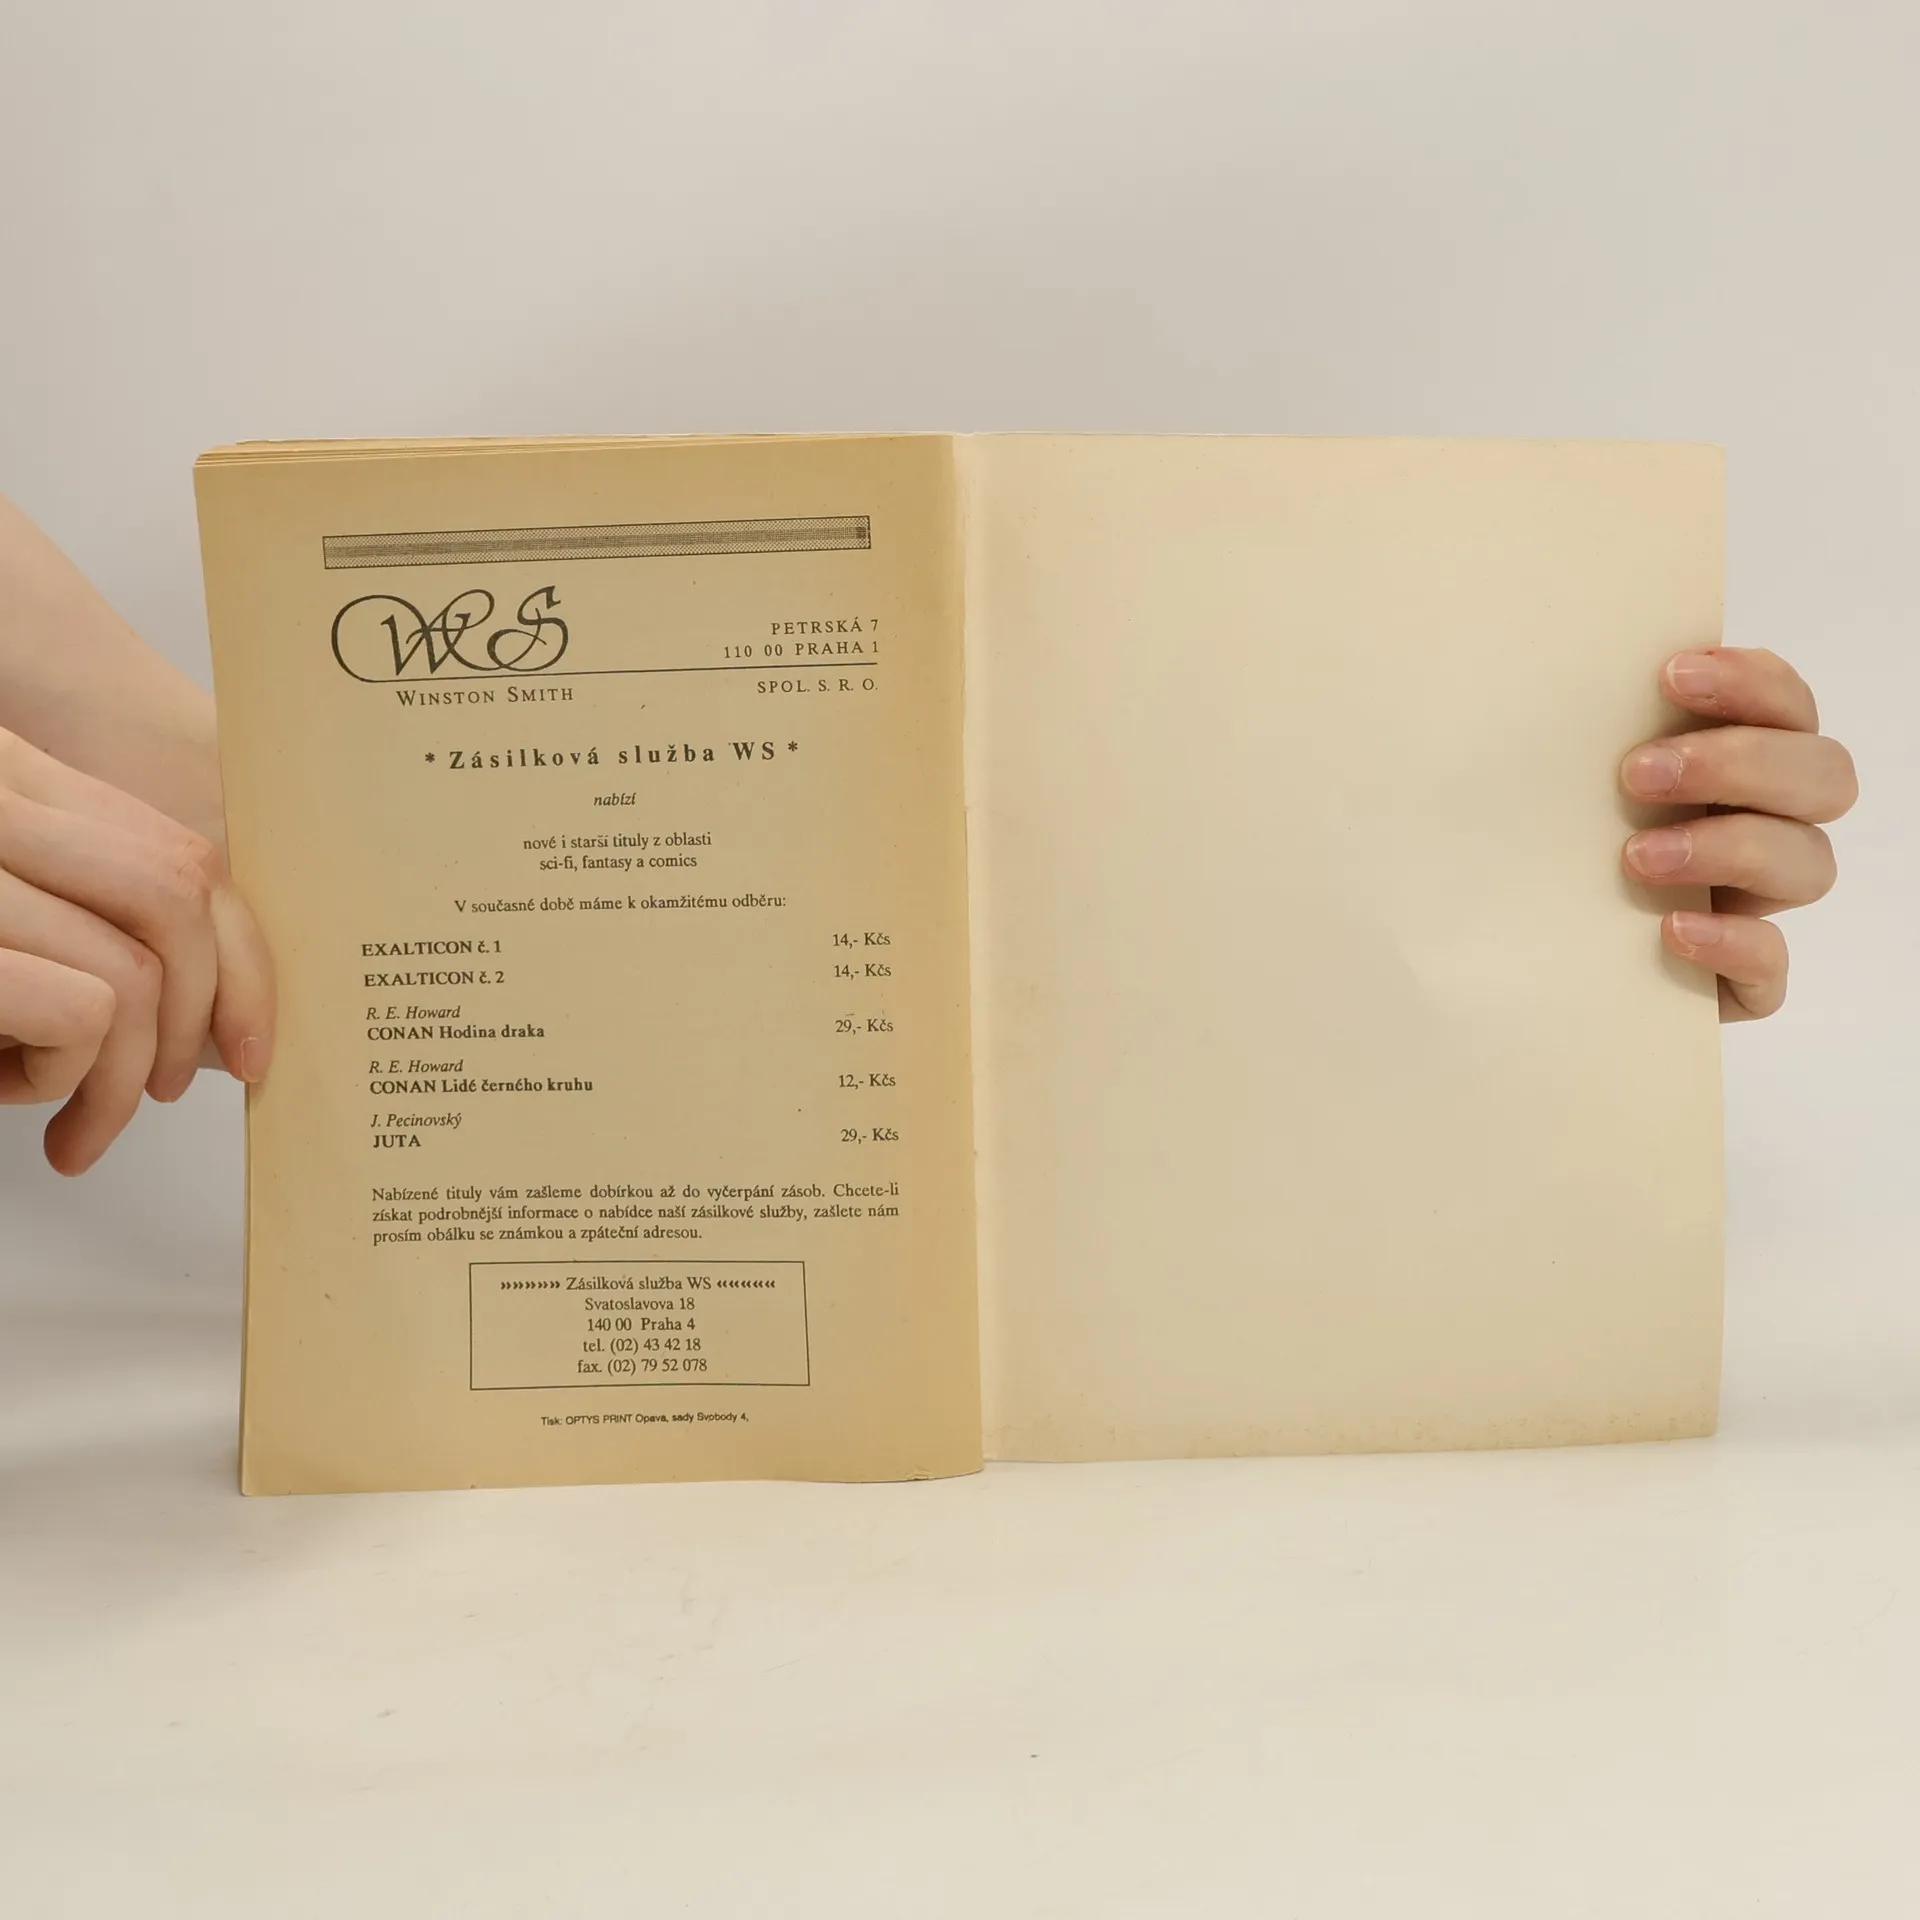 WS
PETRSKÁ 7
110 00 PRAHA 1
WINSTON SMITH
SPOL. S. R. O.
* Zásilková služba WS *
nabízí
nové i starší tituly z oblasti
sci-fi, fantasy a comics
V současné době máme k okamžitému odběru:
EXALTICON č. 1 14,- Kčs
EXALTICON č. 2 14,- Kčs
R. E. Howard
CONAN Hodina draka 29,- Kčs
R. E. Howard
CONAN Lidé černého kruhu 12,- Kčs
J. Pecinovský
JUTA 29,- Kčs
Nabízené tituly vám zašleme dobírkou až do vyčerpání zásob. Chcete-li
získat podrobnější informace o nabídce naší zásilkové služby, zašlete nám
prosím obálku se známkou a zpáteční adresou.
»»»»»»» Zásilková služba WS «««««««
Svatoslavova 18
140 00 Praha 4
tel. (02) 43 42 18
fax. (02) 79 52 078
Tisk: OPTYS PRINT Opava, sady Svobody 4,